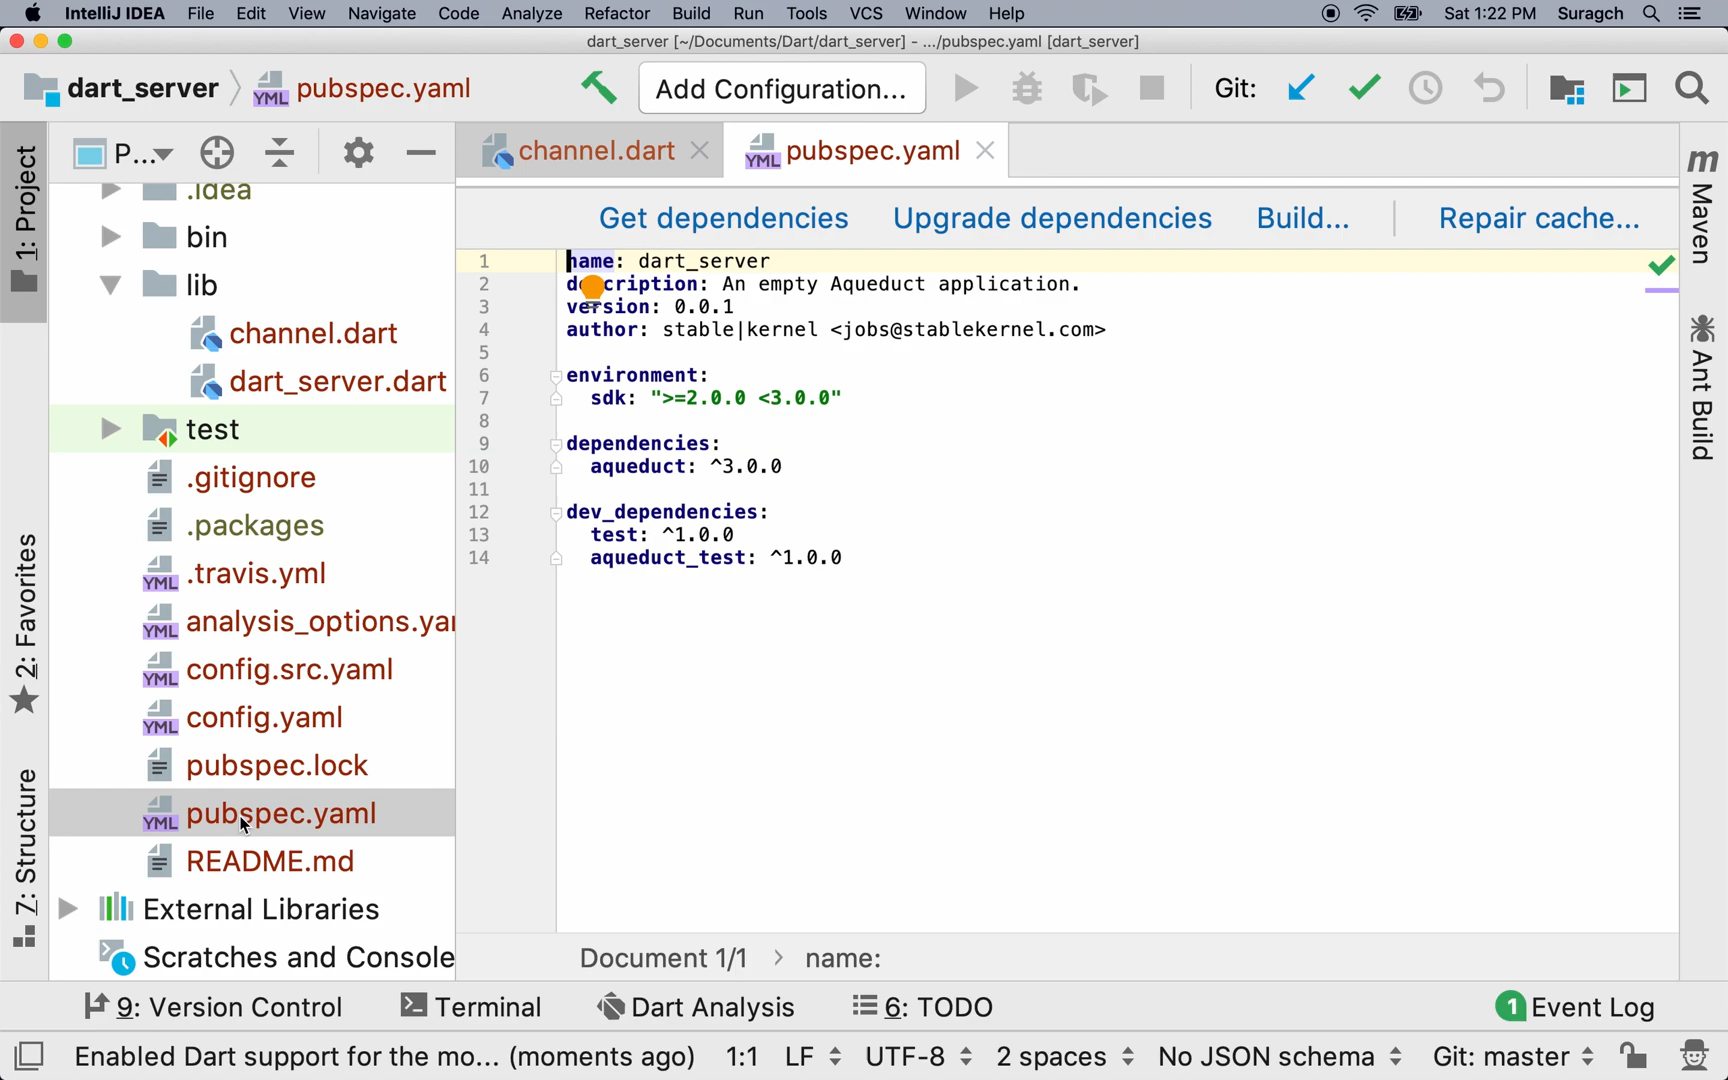 IntelliJ IDEA File Edit View Navigate Code Analyze Refactor Build Run Tools VCS Window Help Sat 1:22 PM Suragch
dart_server [~/Documents/Dart/dart_server] - .../pubspec.yaml [dart_server]
dart_server pubspec.yaml Add Configuration... Git:
P... channel.dart pubspec.yaml
1: Project
2: Favorites
7: Structure
.idea
bin
lib
channel.dart
dart_server.dart
test
.gitignore
.packages
YML .travis.yml
YML analysis_options.yar
YML config.src.yaml
YML config.yaml
pubspec.lock
YML pubspec.yaml
README.md
External Libraries
Scratches and Console
Get dependencies Upgrade dependencies Build... Repair cache...
1 name: dart_server
2 description: An empty Aqueduct application.
3 version: 0.0.1
4 author: stable|kernel <jobs@stablekernel.com>
5
6 environment:
7 sdk: ">=2.0.0 <3.0.0"
8
9 dependencies:
10 aqueduct: ^3.0.0
11
12 dev_dependencies:
13 test: ^1.0.0
14 aqueduct_test: ^1.0.0
m Maven
Ant Build
Document 1/1 › name:
9: Version Control Terminal Dart Analysis 6: TODO 1 Event Log
Enabled Dart support for the mo... (moments ago) 1:1 LF UTF-8 2 spaces No JSON schema Git: master